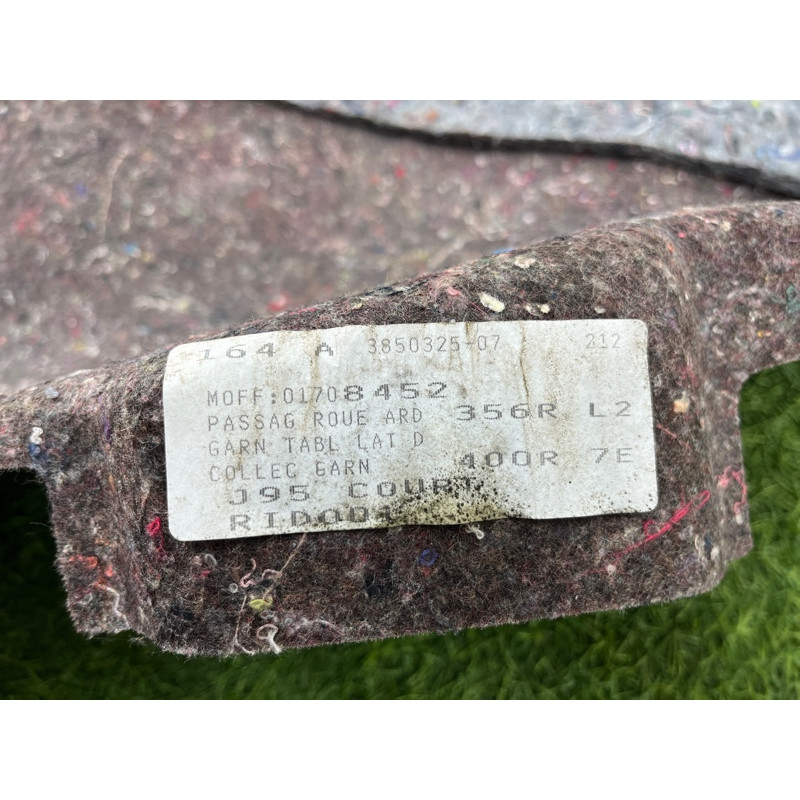 164 A 3850325-07 212
MOFF:01708452
PASSAG ROUE ARD 356R L2
GARN TABL LAT D
COLLEC GARN 400R 7E
J95 COURT